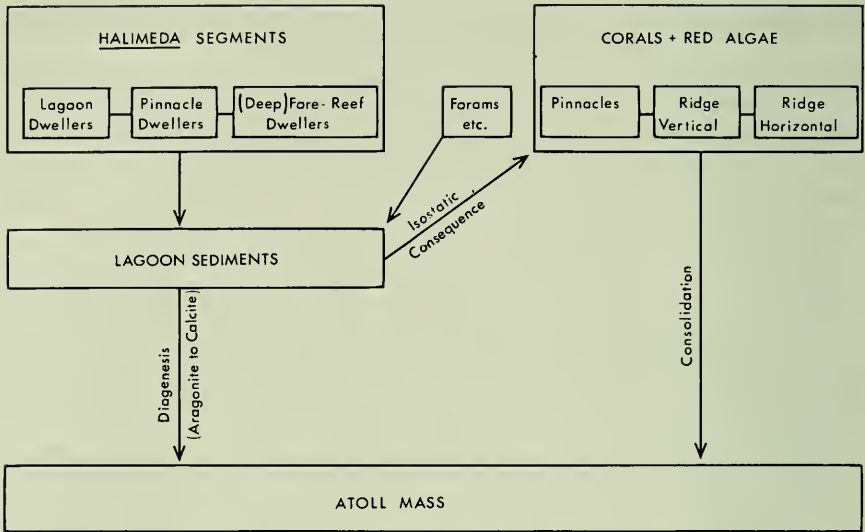 HALIMEDA SEGMENTS
Lagoon
Dwellers
Pinnacle
Dwellers
(Deep)Fore-Reef
Dwellers
Forams
etc.
CORALS + RED ALGAE
Pinnacles
Ridge
Vertical
Ridge
Horizontal
Isostatic
Consequence
LAGOON SEDIMENTS
Diagenesis
(Aragonite to Calcite)
Consolidation
ATOLL MASS